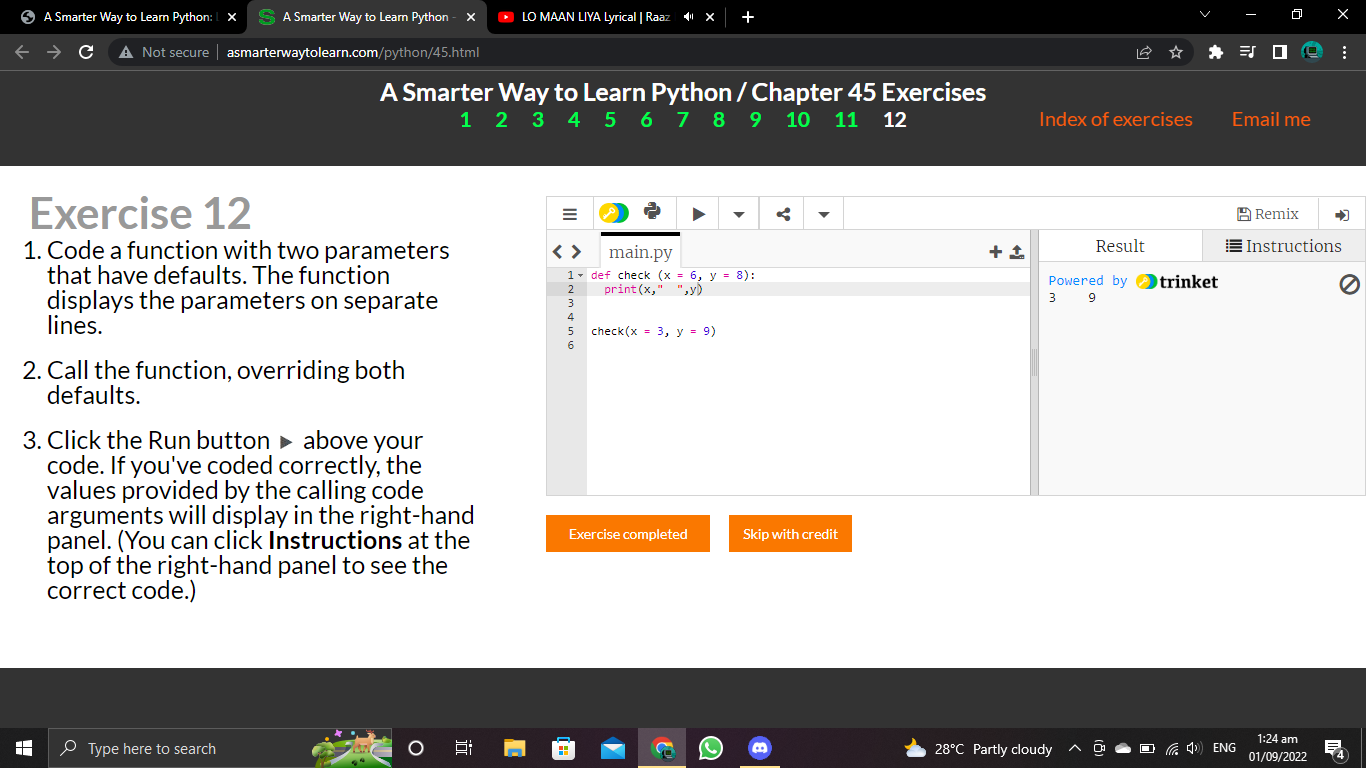 A Smarter Way to Learn Python:
A Smarter Way to Learn Python -
LO MAAN LIYA Lyrical | Raaz
Not secure
asmarterwaytolearn.com/python/45.html
A Smarter Way to Learn Python / Chapter 45 Exercises
1 2 3 4 5 6 7 8 9 10 11 12
Index of exercises
Email me
Exercise 12
1. Code a function with two parameters
that have defaults. The function
displays the parameters on separate
lines.
2. Call the function, overriding both
defaults.
3. Click the Run button ► above your
code. If you've coded correctly, the
values provided by the calling code
arguments will display in the right-hand
panel. (You can click Instructions at the
top of the right-hand panel to see the
correct code.)
Remix
main.py
1 def check (x = 6, y = 8):
2 print(x,"  ",y)
3
4
5 check(x = 3, y = 9)
6
Result
Instructions
Powered by trinket
3    9
Exercise completed
Skip with credit
Type here to search
28°C Partly cloudy
ENG
1:24 am
01/09/2022
4